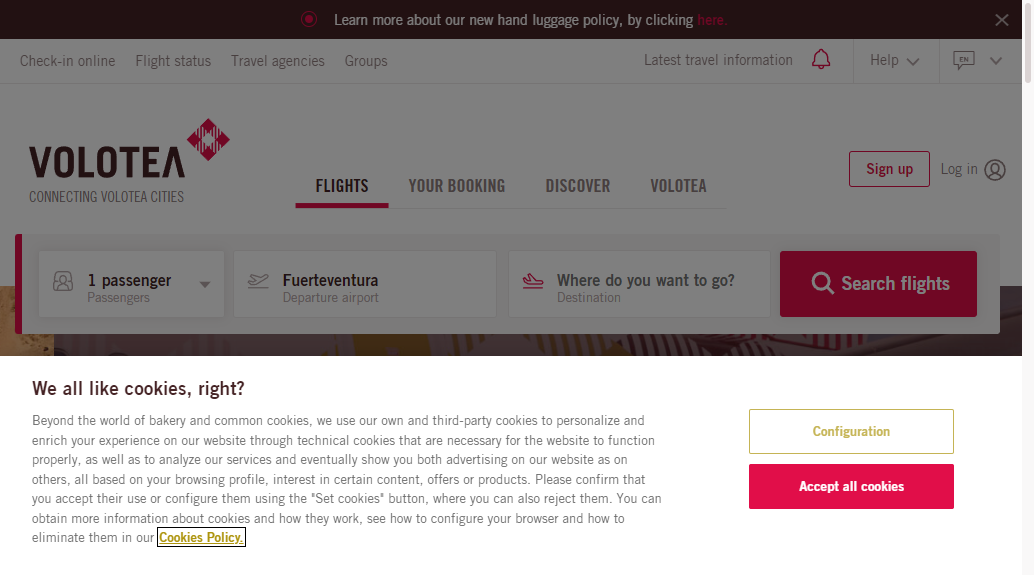 Learn more about our new hand luggage policy, by clicking here.
Check-in online Flight status Travel agencies Groups Latest travel information Help EN
VOLOTEA
CONNECTING VOLOTEA CITIES
FLIGHTS YOUR BOOKING DISCOVER VOLOTEA
Sign up Log in
1 passenger
Passengers
Fuerteventura
Departure airport
Where do you want to go?
Destination
Search flights
We all like cookies, right?
Beyond the world of bakery and common cookies, we use our own and third-party cookies to personalize and
enrich your experience on our website through technical cookies that are necessary for the website to function
properly, as well as to analyze our services and eventually show you both advertising on our website as on
others, all based on your browsing profile, interest in certain content, offers or products. Please confirm that
you accept their use or configure them using the "Set cookies" button, where you can also reject them. You can
obtain more information about cookies and how they work, see how to configure your browser and how to
eliminate them in our Cookies Policy.
Configuration
Accept all cookies